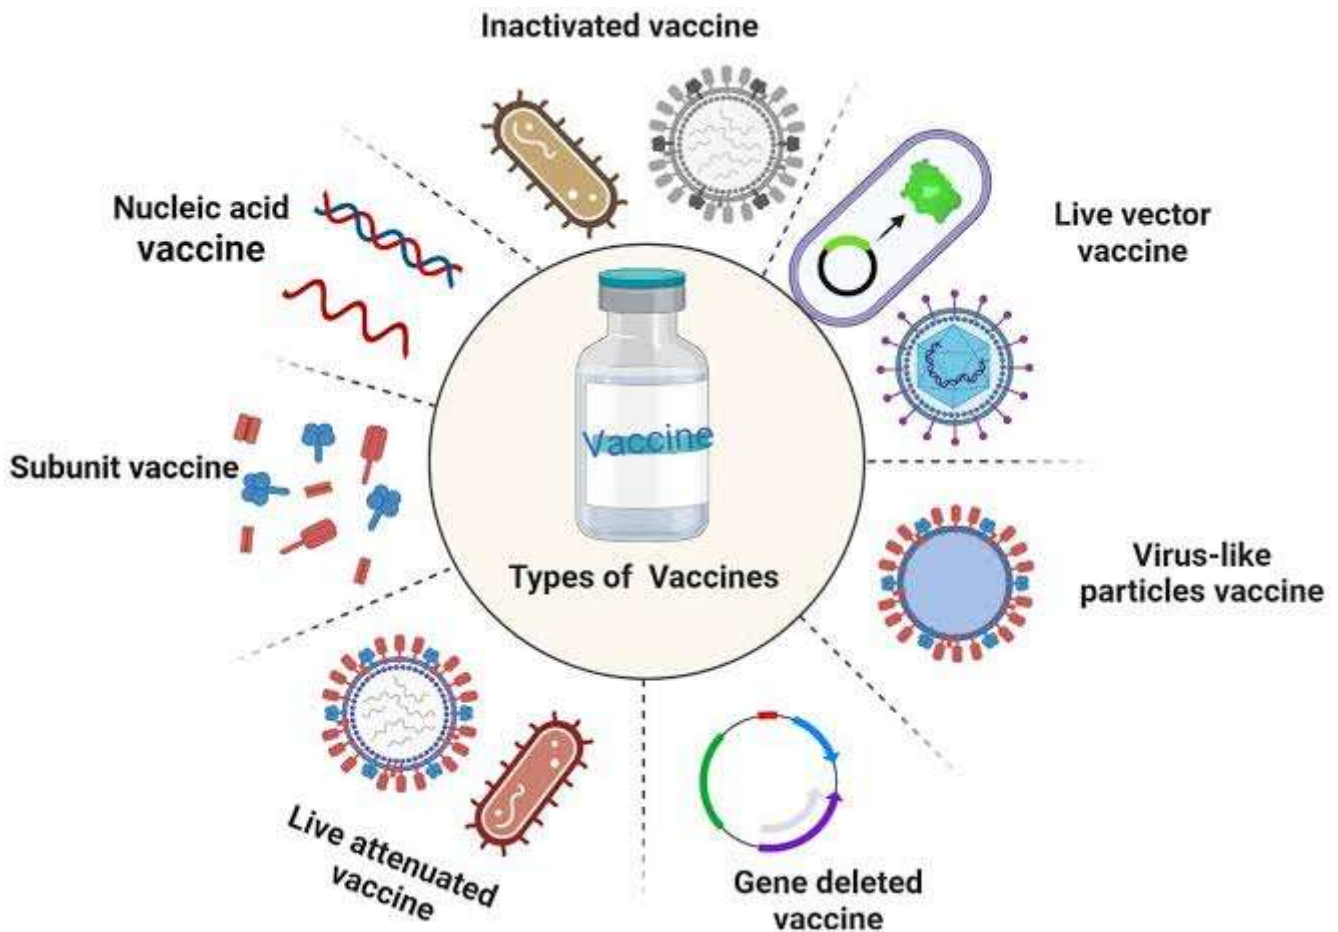 Inactivated vaccine
Nucleic acid
vaccine
Live vector
vaccine
Subunit vaccine
Vaccine
Types of Vaccines
Virus-like
particles vaccine
Live attenuated
vaccine
Gene deleted
vaccine